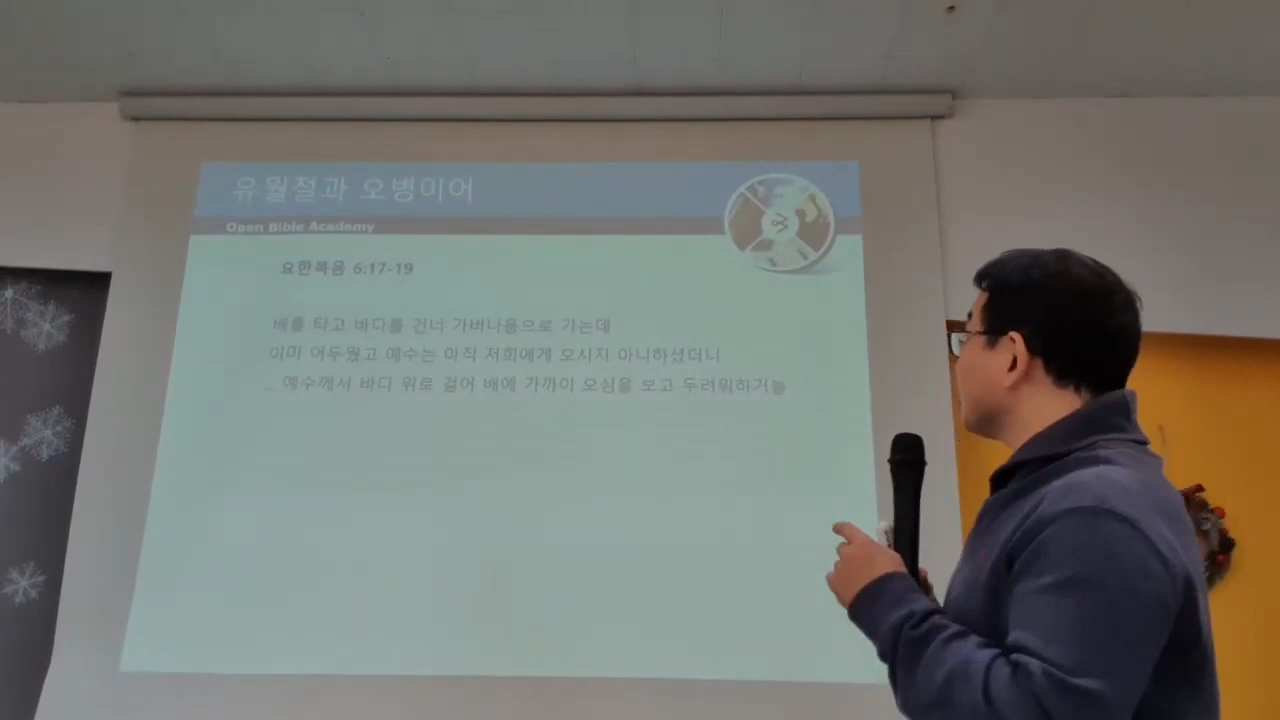 유월절과 오병이어
Open Bible Academy
요한복음 6:17-19
배를 타고 바다를 건너 가버나움으로 가는데
이미 어두웠고 예수는 아직 저희에게 오시지 아니하셨더니
... 예수께서 바다 위로 걸어 배에 가까이 오심을 보고 두려워하거늘